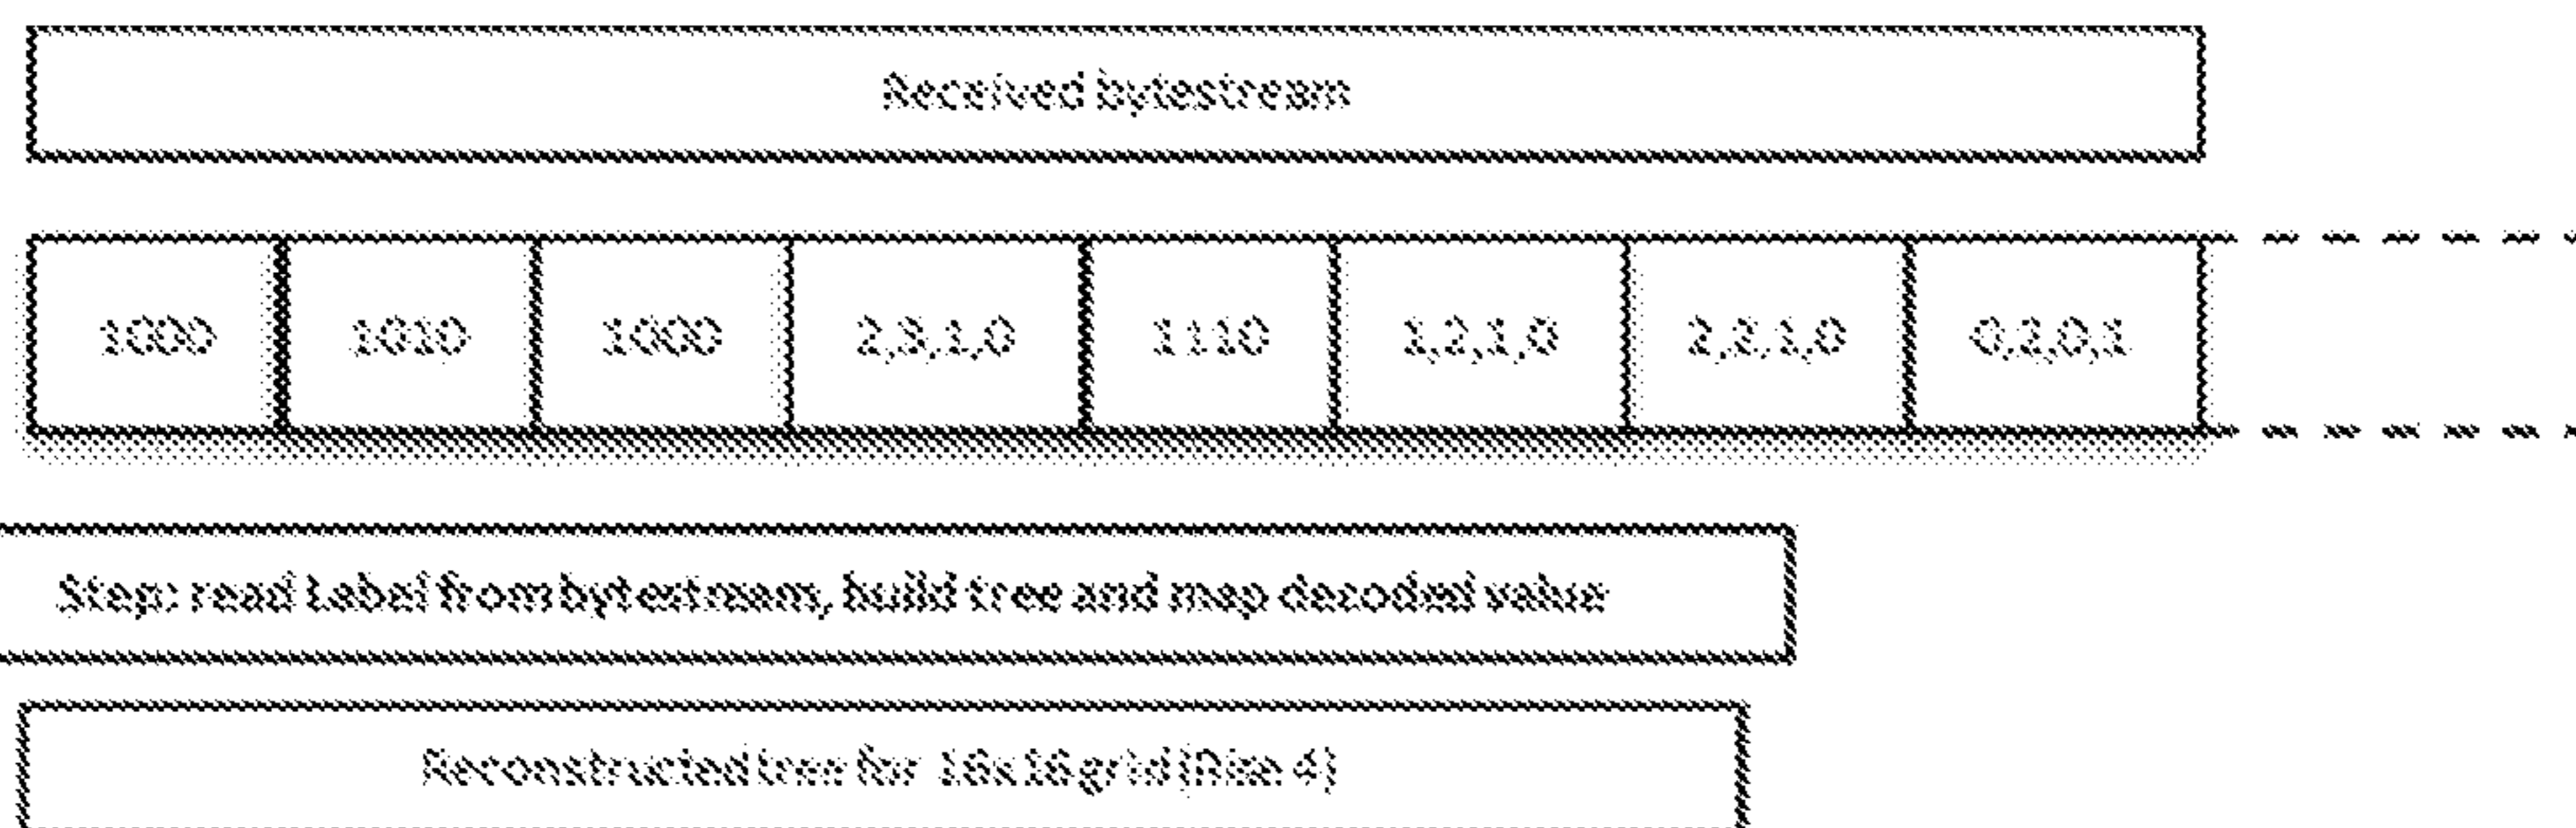 Received bytestream
1000 1010 1000 2,3,1,0 1110 1,2,1,0 2,2,1,0 0,2,0,1
Step: read Label from bytestream, build tree and map decoded value
Reconstructed tree for 16x16 grid (Rise 4)